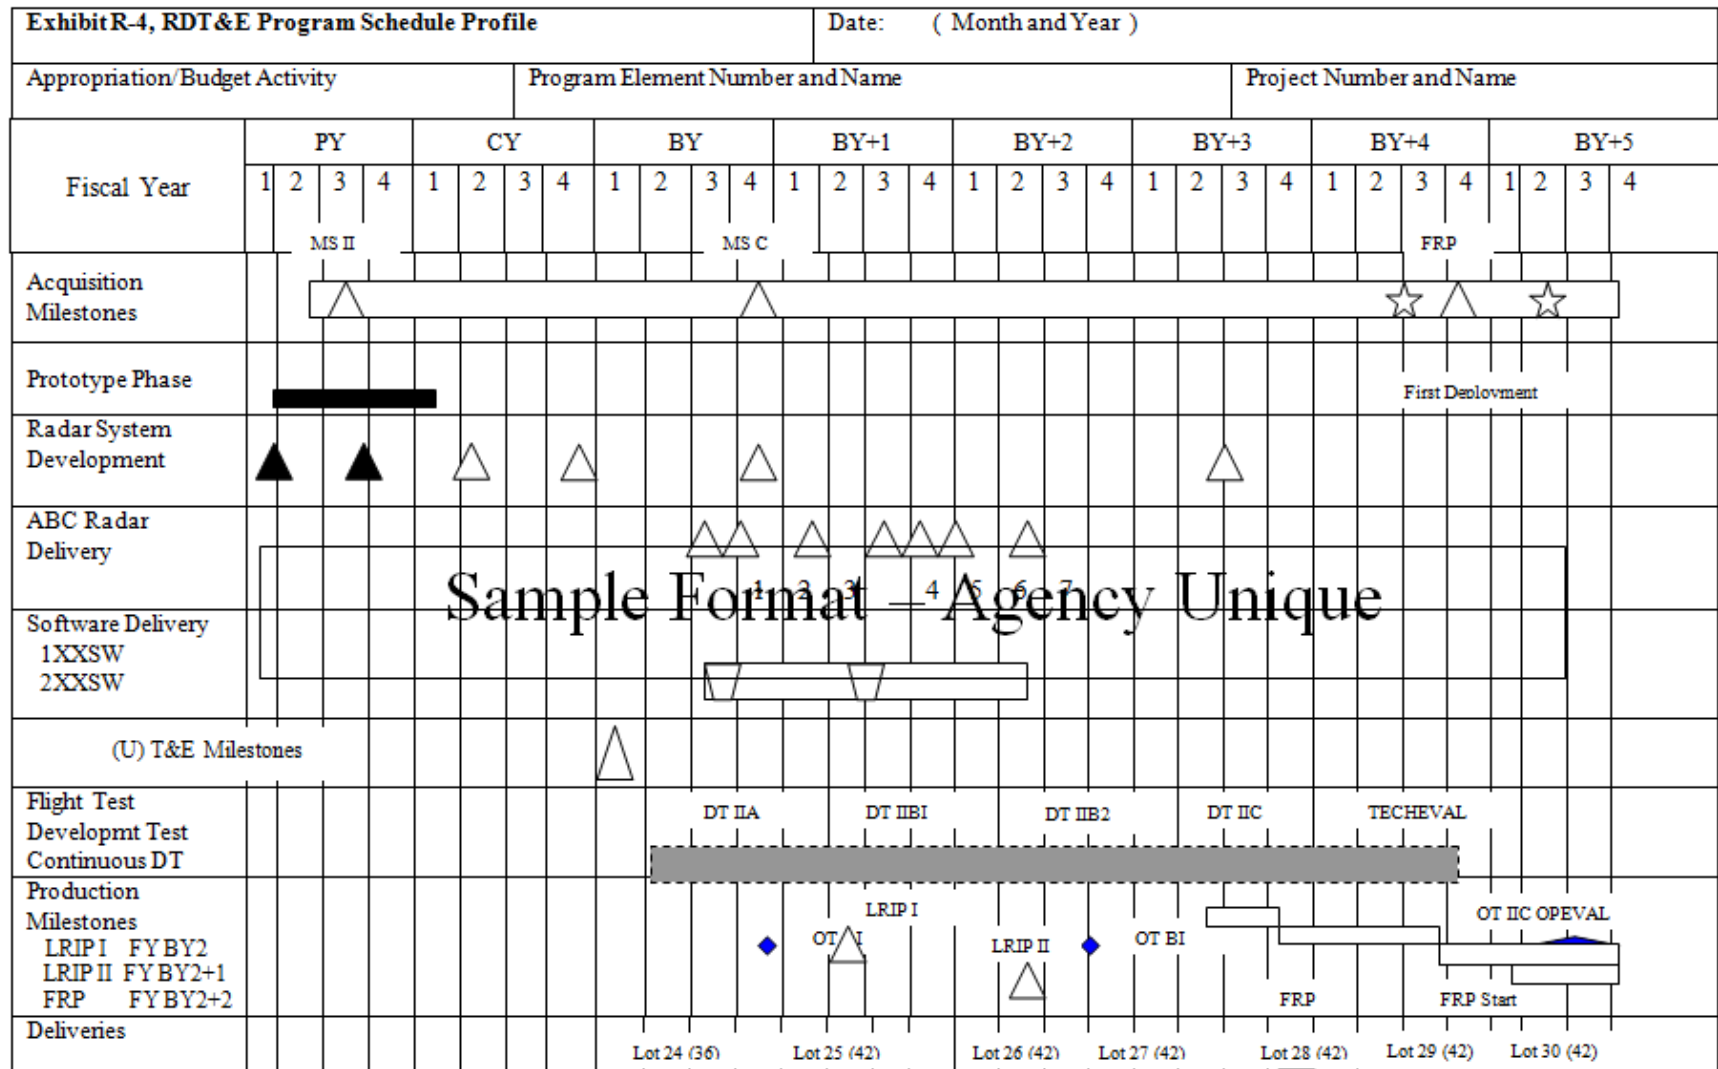 Exhibit R-4, RDT&E Program Schedule Profile
Date: ( Month and Year )
Appropriation/Budget Activity
Program Element Number and Name
Project Number and Name
Fiscal Year
PY CY BY BY+1 BY+2 BY+3 BY+4 BY+5
1 2 3 4 1 2 3 4 1 2 3 4 1 2 3 4 1 2 3 4 1 2 3 4 1 2 3 4 1 2 3 4
MS II MS C FRP
Acquisition
Milestones
Prototype Phase
First Deployment
Radar System
Development
ABC Radar
Delivery
1 2 3 4 5 6 7
Sample Format – Agency Unique
Software Delivery
1XXSW
2XXSW
(U) T&E Milestones
Flight Test
Developmt Test
Continuous DT
DT IIA DT IIBI DT IIB2 DT IIC TECHEVAL
Production
Milestones
LRIP I FY BY2
LRIP II FY BY2+1
FRP FY BY2+2
LRIP I
OT IIC OPEVAL
OT I
LRIP II
OT BI
FRP
FRP Start
Deliveries
Lot 24 (36) Lot 25 (42) Lot 26 (42) Lot 27 (42) Lot 28 (42) Lot 29 (42) Lot 30 (42)